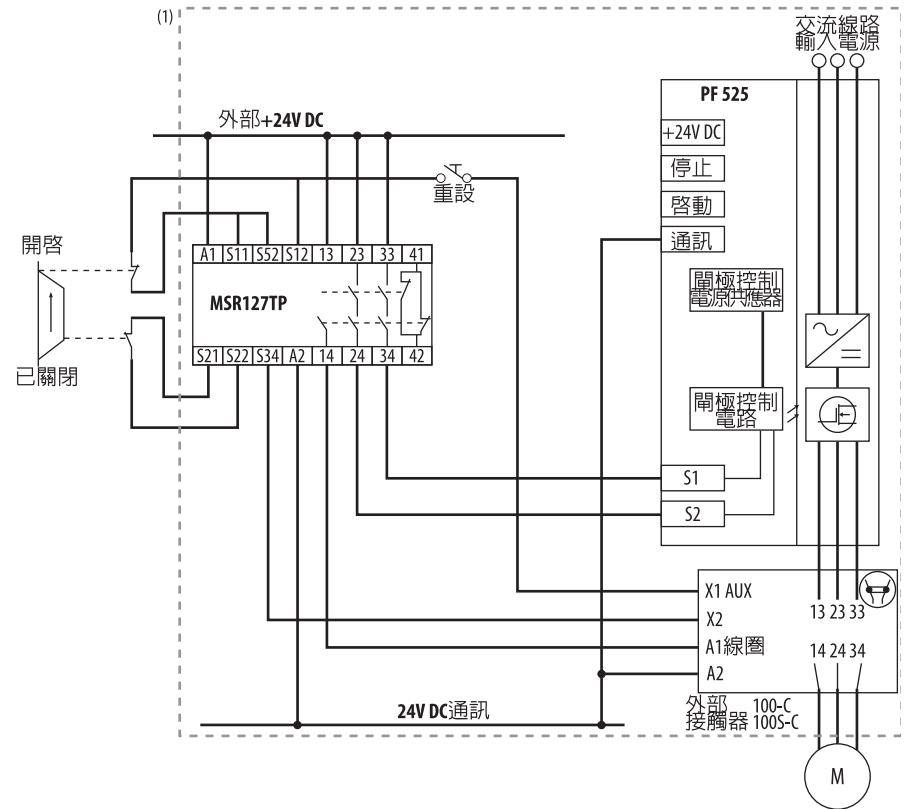 (1)
交流線路
輸入電源
PF 525
外部+24V DC
+24V DC
停止
重設
啓動
通訊
開啓
A1 S11 S52 S12 13 23 33 41
MSR127TP
閘極控制
電源供應器
S21 S22 S34 A2 14 24 34 42
已關閉
閘極控制
電路
S1
S2
X1 AUX
13 23 33
X2
A1線圈
14 24 34
A2
24V DC通訊
外部 100-C
接觸器 100S-C
M